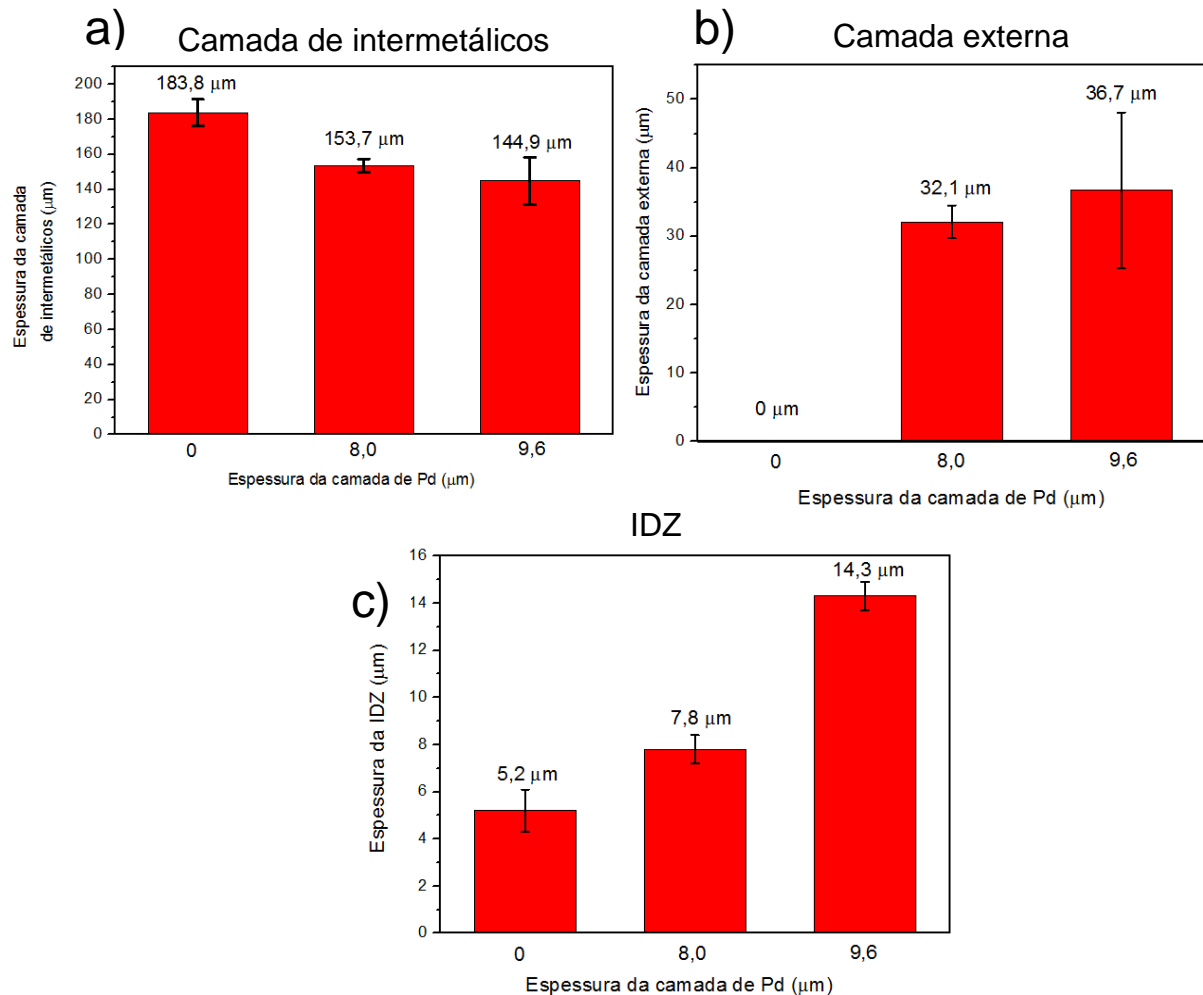 a)
Camada de intermetálicos
183,8 μm
153,7 μm
144,9 μm
200
180
160
140
120
100
80
60
40
20
0
Espessura da camada
de intermetálicos (μm)
0
8,0
9,6
Espessura da camada de Pd (μm)
b)
Camada externa
36,7 μm
32,1 μm
0 μm
50
40
30
20
10
0
Espessura da camada externa (μm)
0
8,0
9,6
Espessura da camada de Pd (μm)
c)
IDZ
14,3 μm
7,8 μm
5,2 μm
16
14
12
10
8
6
4
2
0
Espessura da IDZ (μm)
0
8,0
9,6
Espessura da camada de Pd (μm)